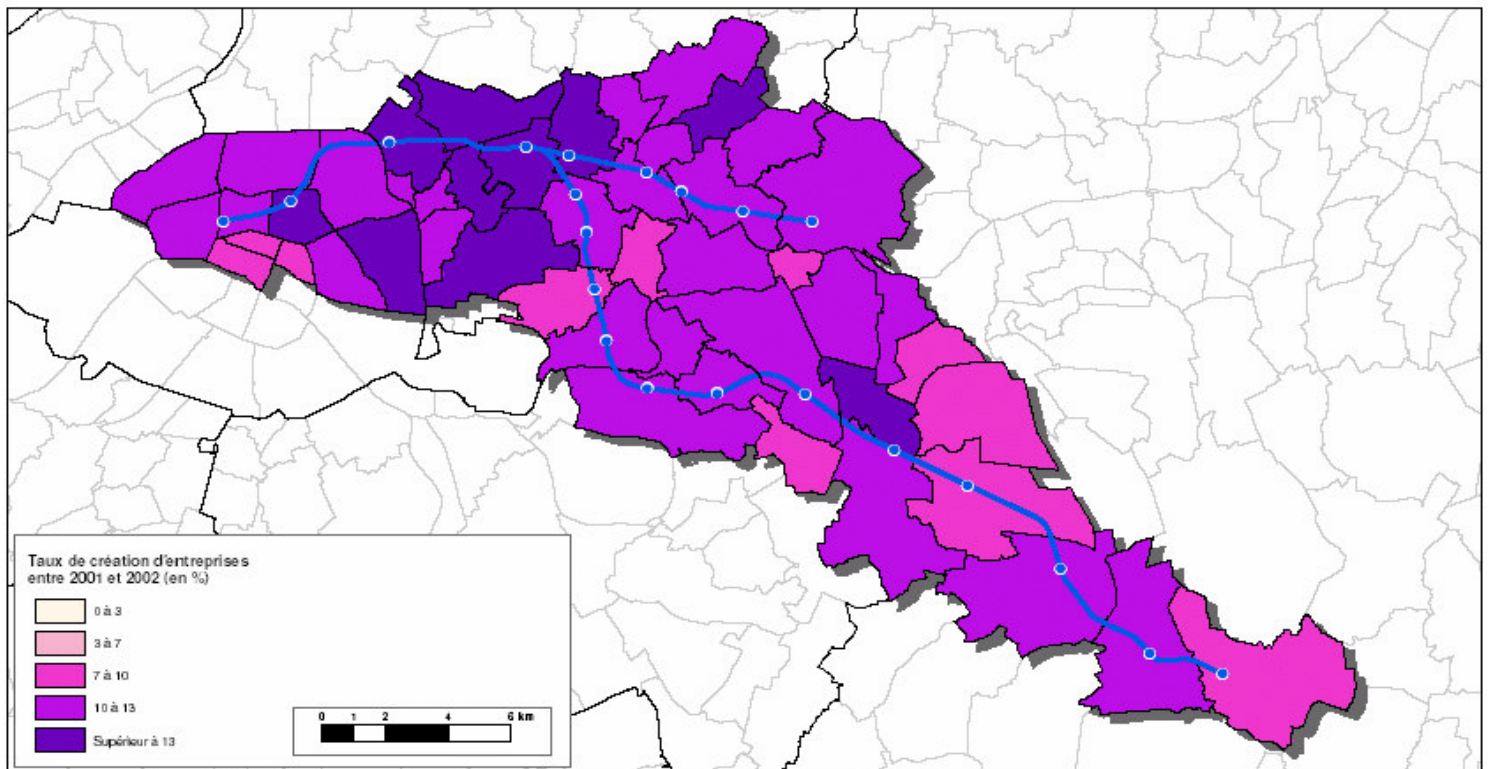 Taux de création d'entreprises
entre 2001 et 2002 (en %)
0 à 3
3 à 7
7 à 10
10 à 13
Supérieur à 13
0 1 2 4 6 km